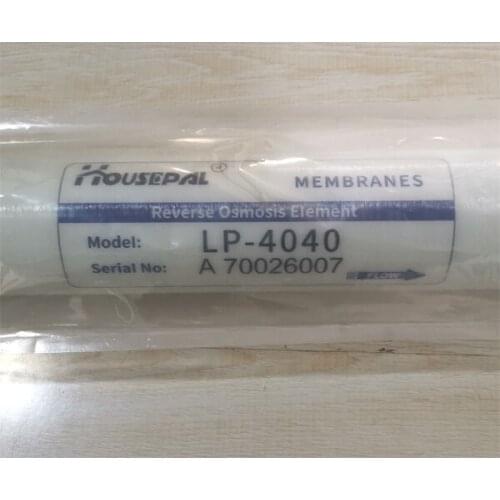 HOUSEPAL® MEMBRANES
Reverse Osmosis Element
Model: LP-4040
Serial No: A 70026007
FLOW